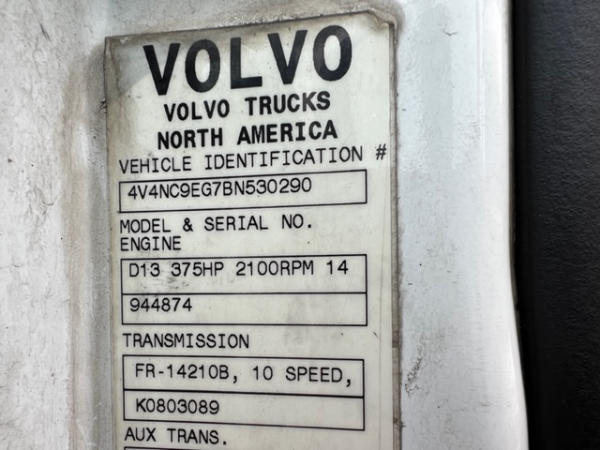 VOLVO
VOLVO TRUCKS
NORTH AMERICA
VEHICLE IDENTIFICATION #
4V4NC9EG7BN530290
MODEL & SERIAL NO.
ENGINE
D13 375HP 2100RPM 14
944874
TRANSMISSION
FR-14210B, 10 SPEED,
K0803089
AUX TRANS.